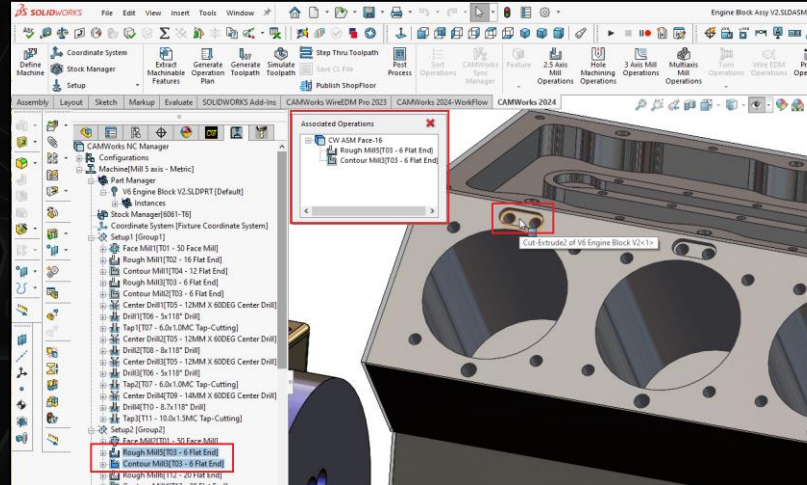 SOLIDWORKS File Edit View Insert Tools Window Engine Block Assy V2.SLDASM
Define Machine
Coordinate System
Stock Manager
Setup
Extract Machinable Features
Generate Operation Plan
Generate Toolpath
Simulate Toolpath
Step Thru Toolpath
Save CL File
Publish ShopFloor
Post Process
Sort Operations
CAMWorks Sync Manager
Feature
2.5 Axis Mill Operations
Hole Machining Operations
3 Axis Mill Operations
Multiaxis Mill Operations
Turn Operations
Wire EDM Operations
Assembly Layout Sketch Markup Evaluate SOLIDWORKS Add-Ins CAMWorks WireEDM Pro 2023 CAMWorks 2024-WorkFlow CAMWorks 2024
CAMWorks NC Manager
Configurations
Machine[Mill 5 axis - Metric]
Part Manager
V6 Engine Block V2.SLDPRT [Default]
Instances
Stock Manager[6061-T6]
Coordinate System [Fixture Coordinate System]
Setup1 [Group1]
Face Mill1[T01 - 50 Face Mill]
Rough Mill1[T02 - 16 Flat End]
Contour Mill1[T04 - 12 Flat End]
Rough Mill3[T03 - 6 Flat End]
Contour Mill2[T03 - 6 Flat End]
Center Drill1[T05 - 12MM X 60DEG Center Drill]
Drill1[T06 - 5x118° Drill]
Tap1[T07 - 6.0x1.0MC Tap-Cutting]
Center Drill2[T05 - 12MM X 60DEG Center Drill]
Drill2[T08 - 8x118° Drill]
Center Drill3[T05 - 12MM X 60DEG Center Drill]
Drill3[T06 - 5x118° Drill]
Tap2[T07 - 6.0x1.0MC Tap-Cutting]
Center Drill4[T09 - 14MM X 60DEG Center Drill]
Drill4[T10 - 8.7x118° Drill]
Tap3[T11 - 10.0x1.5MC Tap-Cutting]
Setup2 [Group2]
Face Mill2[T01 - 50 Face Mill]
Rough Mill5[T03 - 6 Flat End]
Contour Mill3[T03 - 6 Flat End]
Rough Mill6[T12 - 20 Flat End]
Associated Operations
CW ASM Face-16
Rough Mill5[T03 - 6 Flat End]
Contour Mill3[T03 - 6 Flat End]
Cut-Extrude2 of V6 Engine Block V2<1>